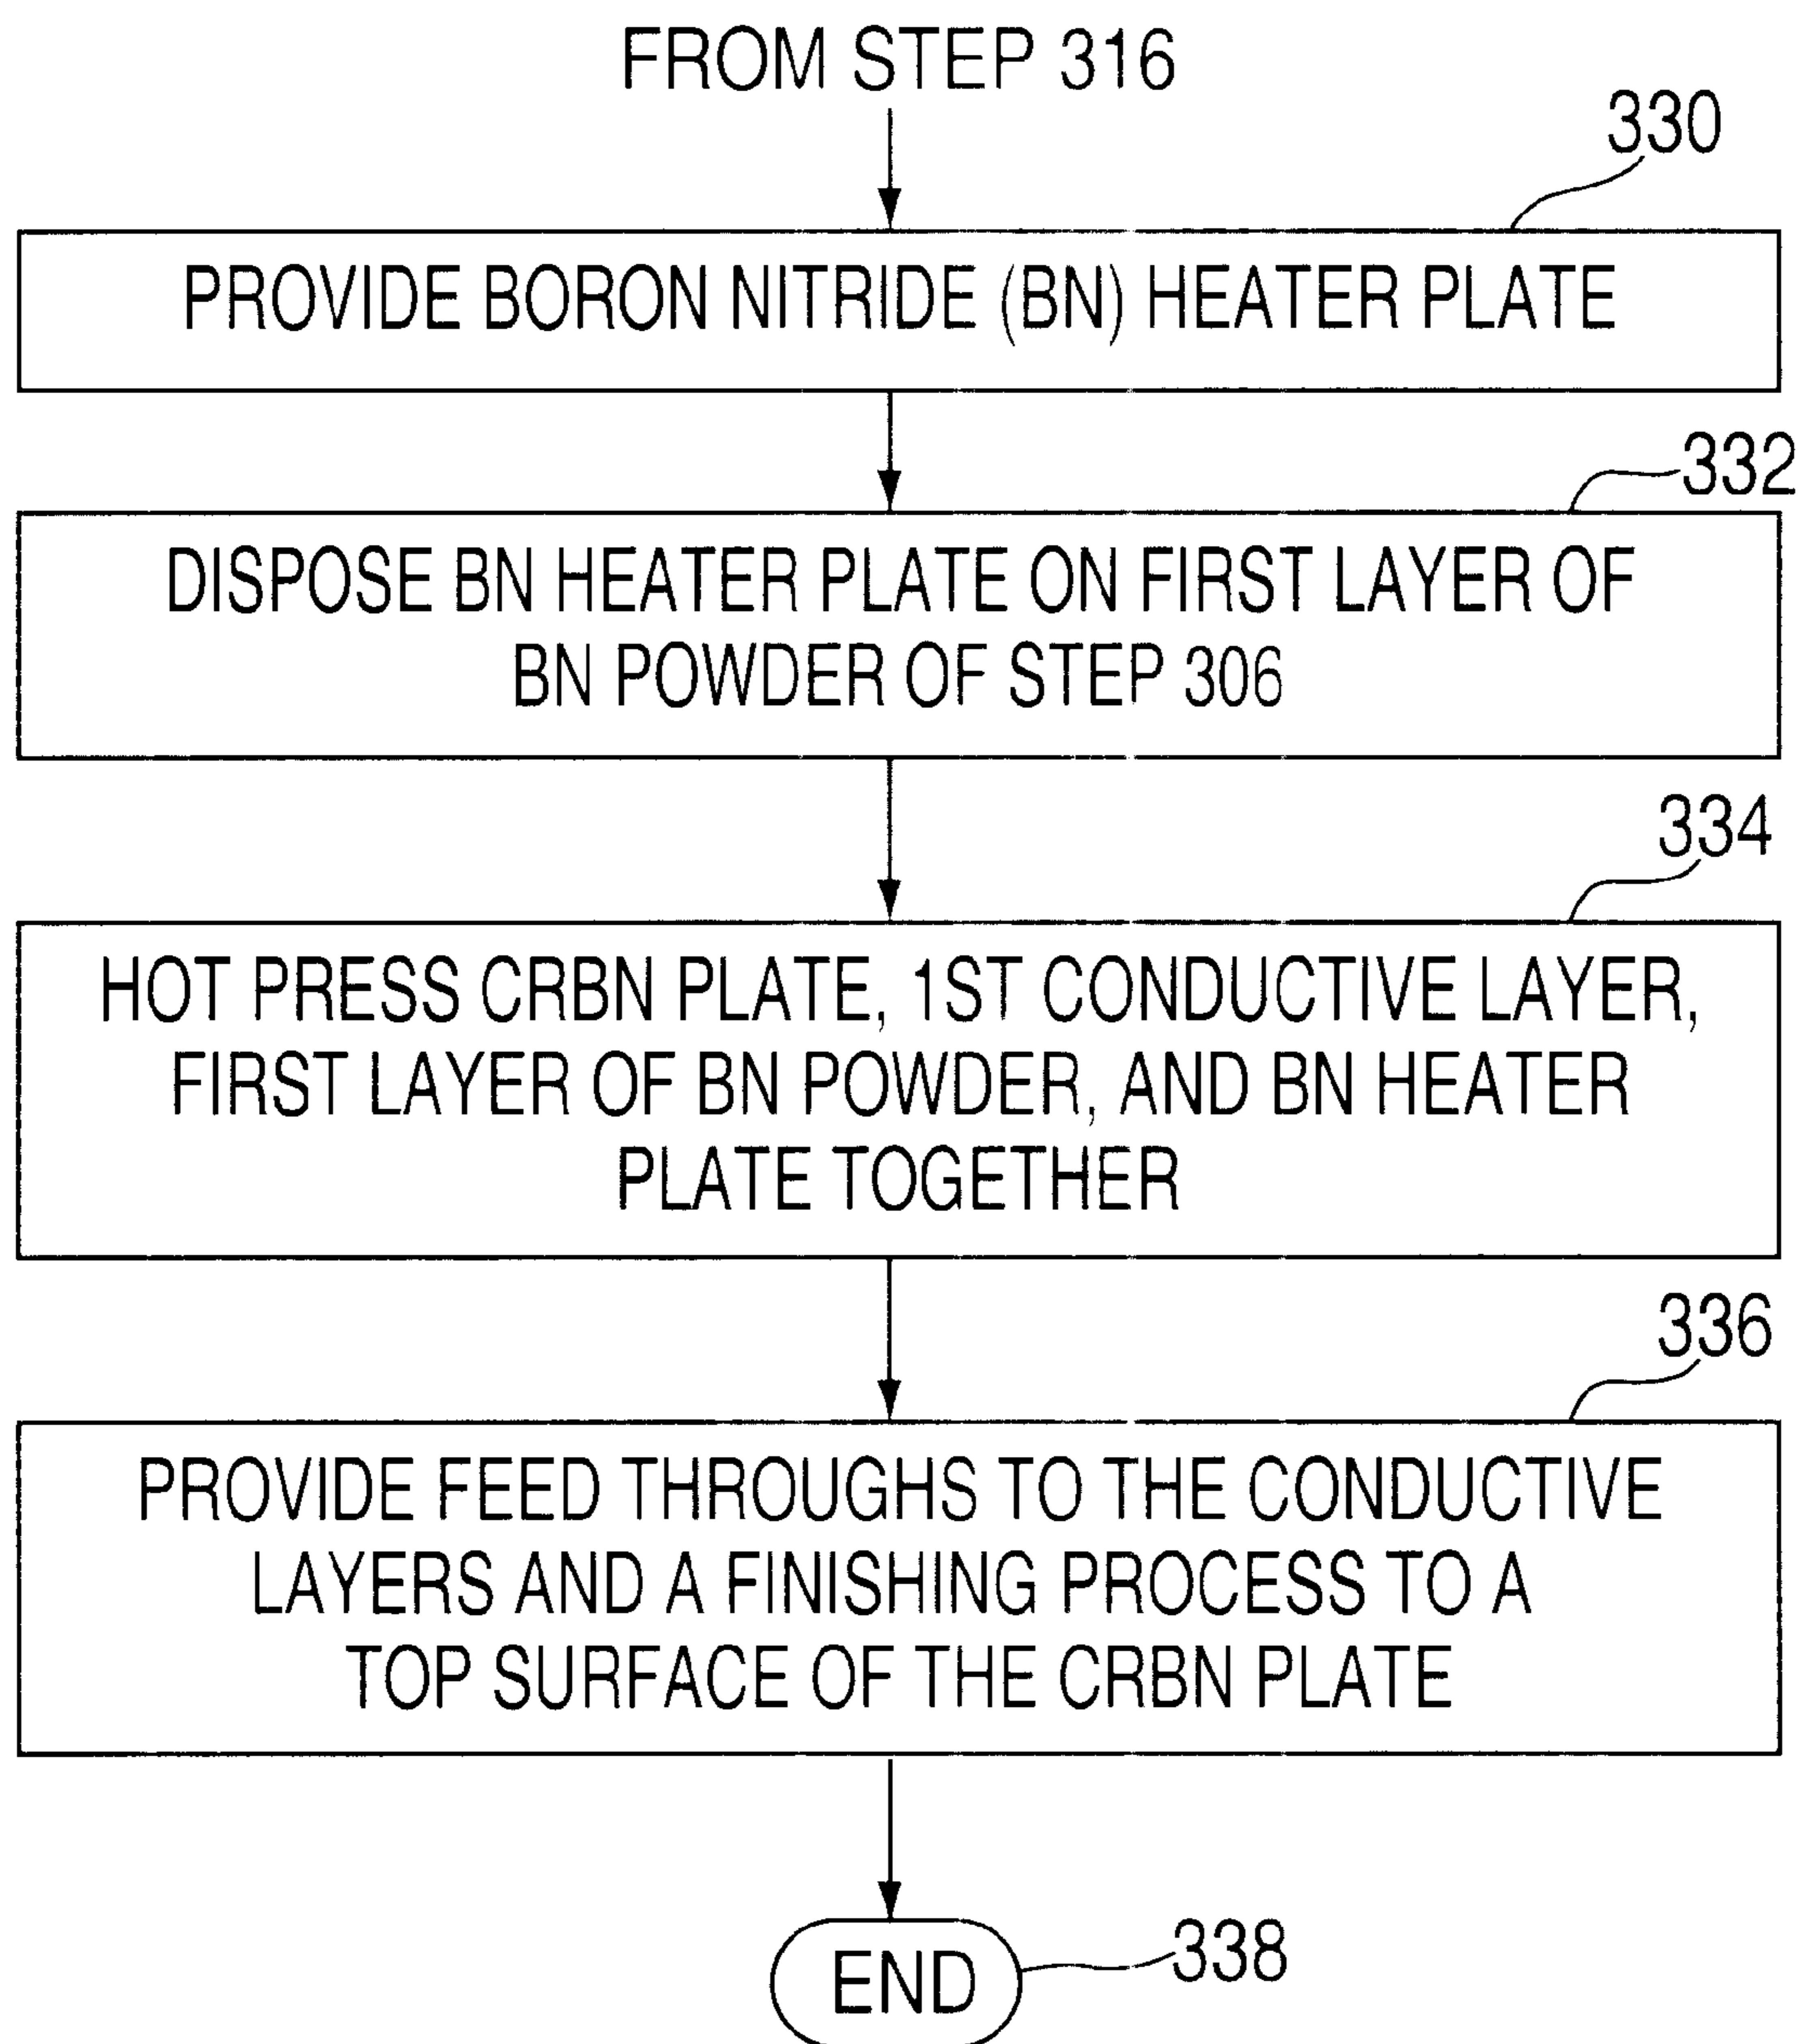 FROM STEP 316
330
PROVIDE BORON NITRIDE (BN) HEATER PLATE
332
DISPOSE BN HEATER PLATE ON FIRST LAYER OF
BN POWDER OF STEP 306
334
HOT PRESS CRBN PLATE, 1ST CONDUCTIVE LAYER,
FIRST LAYER OF BN POWDER, AND BN HEATER
PLATE TOGETHER
336
PROVIDE FEED THROUGHS TO THE CONDUCTIVE
LAYERS AND A FINISHING PROCESS TO A
TOP SURFACE OF THE CRBN PLATE
END
338